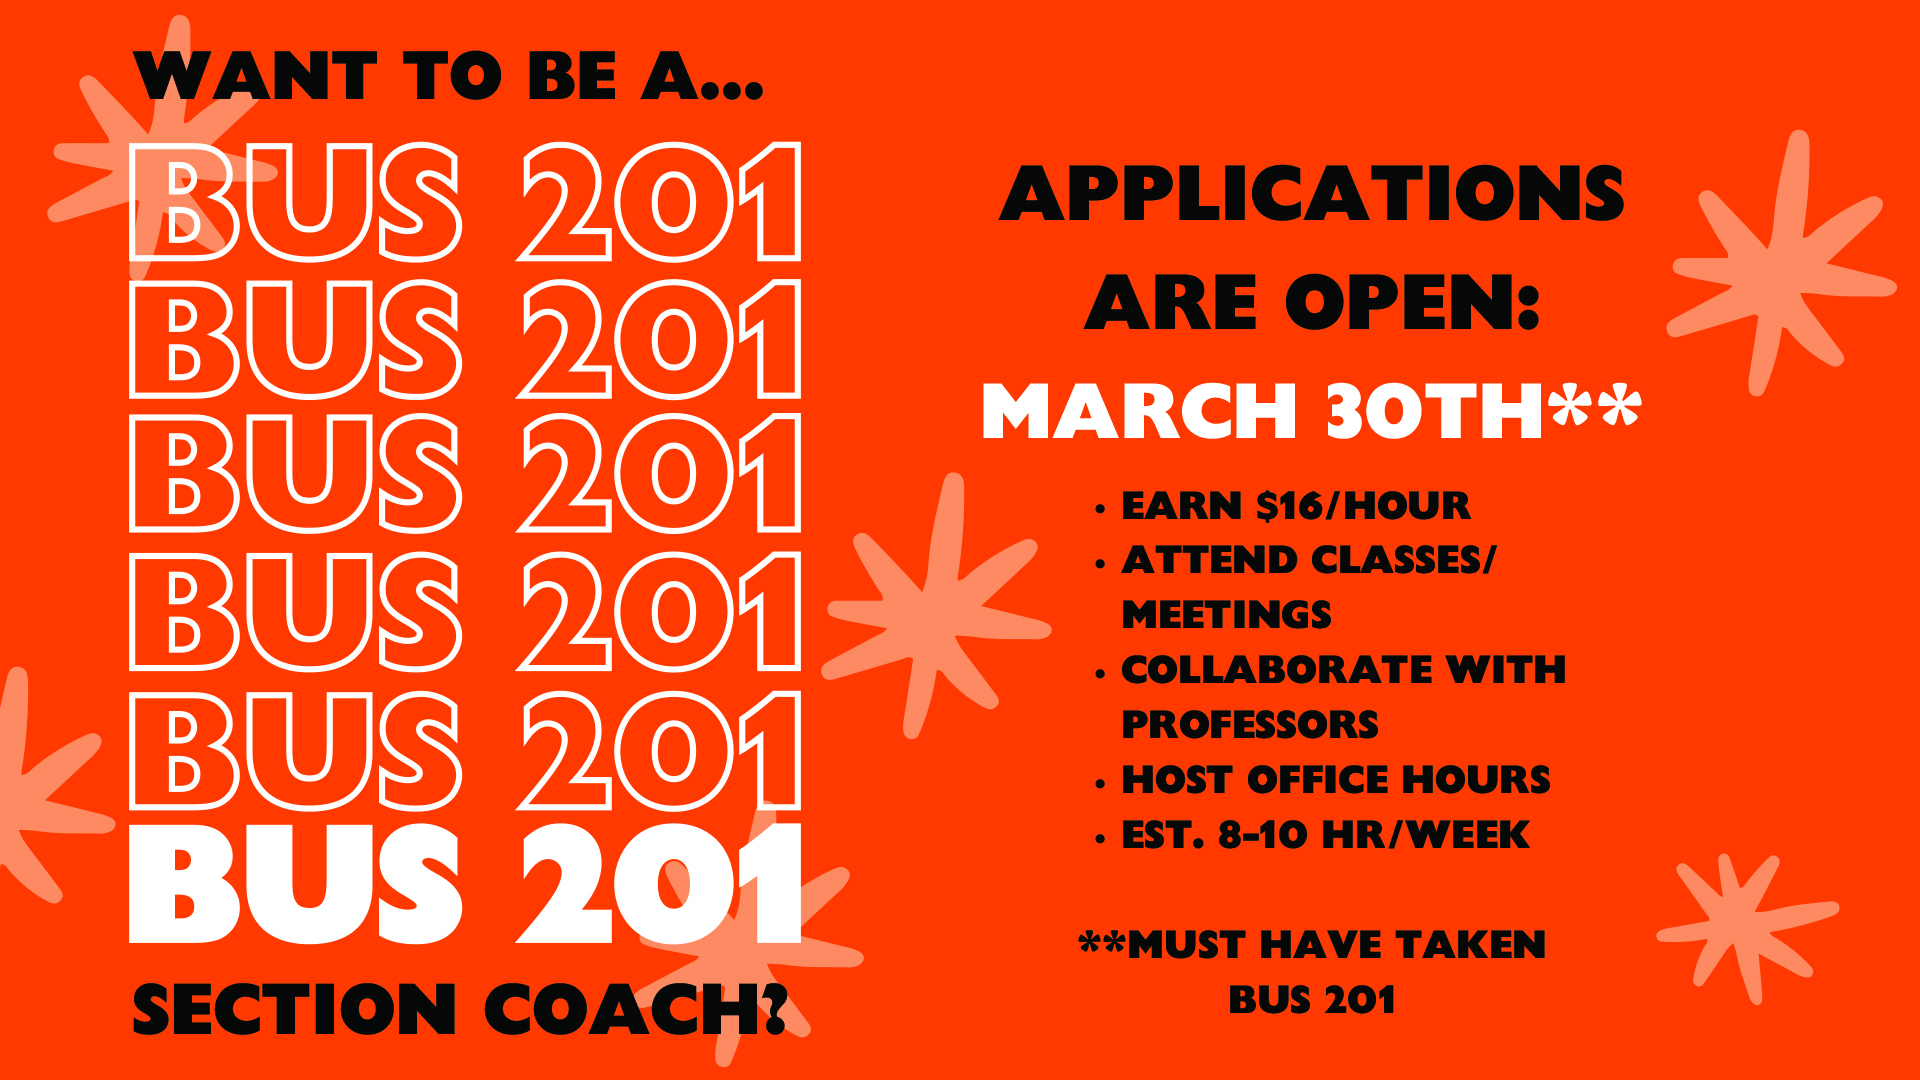 WANT TO BE A...
BUS 201
BUS 201
BUS 201
BUS 201
BUS 201
BUS 201
SECTION COACH?
APPLICATIONS
ARE OPEN:
MARCH 30TH**
• EARN $16/HOUR
• ATTEND CLASSES/
MEETINGS
• COLLABORATE WITH
PROFESSORS
• HOST OFFICE HOURS
• EST. 8-10 HR/WEEK
**MUST HAVE TAKEN
BUS 201